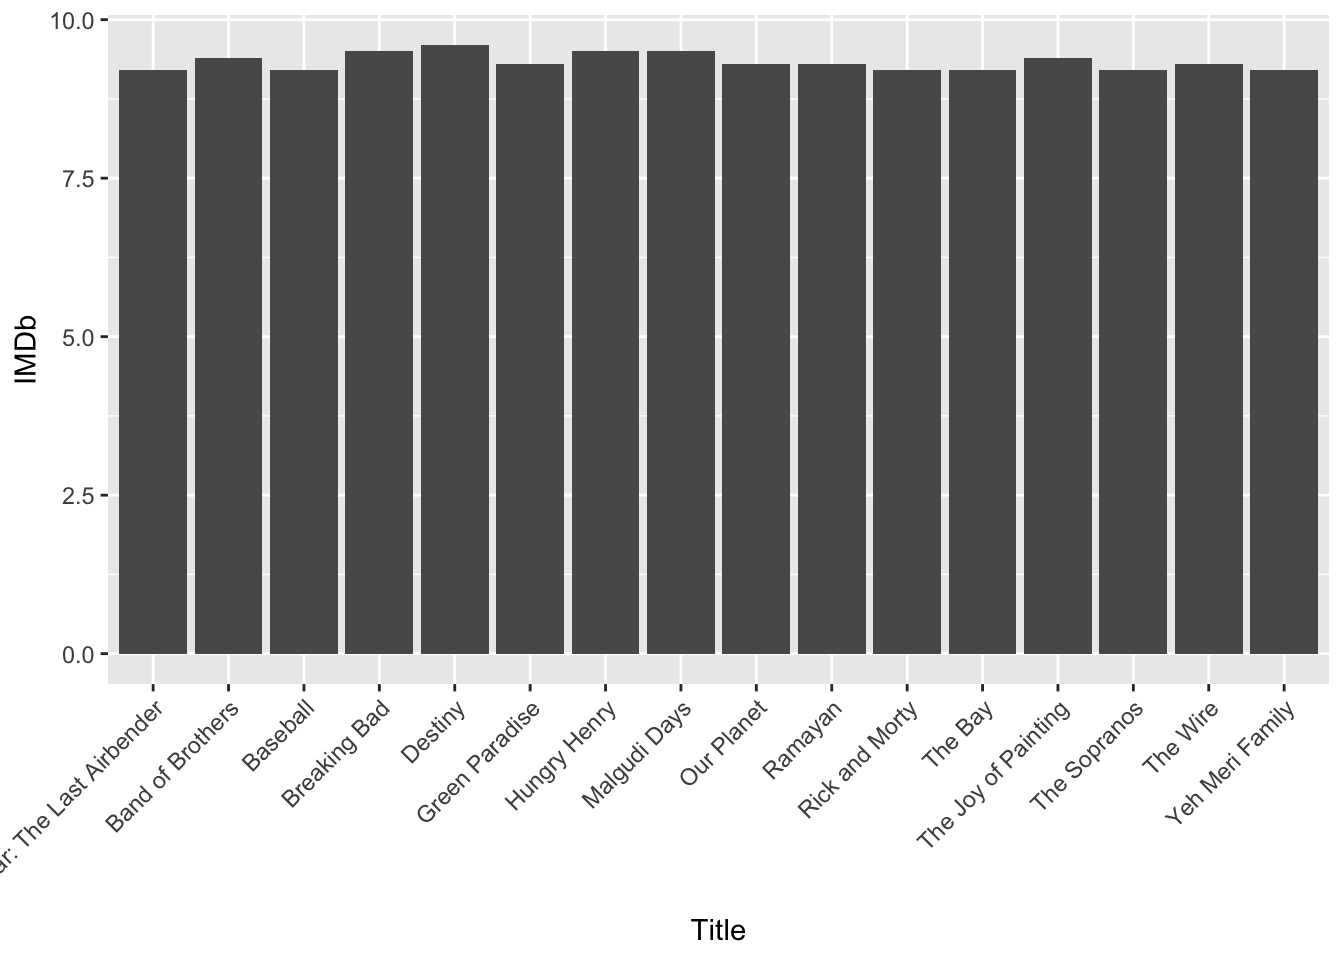 10.0
7.5
5.0
2.5
0.0
IMDb
The Last Airbender
Band of Brothers
Baseball
Breaking Bad
Destiny
Green Paradise
Hungry Henry
Malgudi Days
Our Planet
Ramayan
Rick and Morty
The Bay
The Joy of Painting
The Sopranos
The Wire
Yeh Meri Family
Title